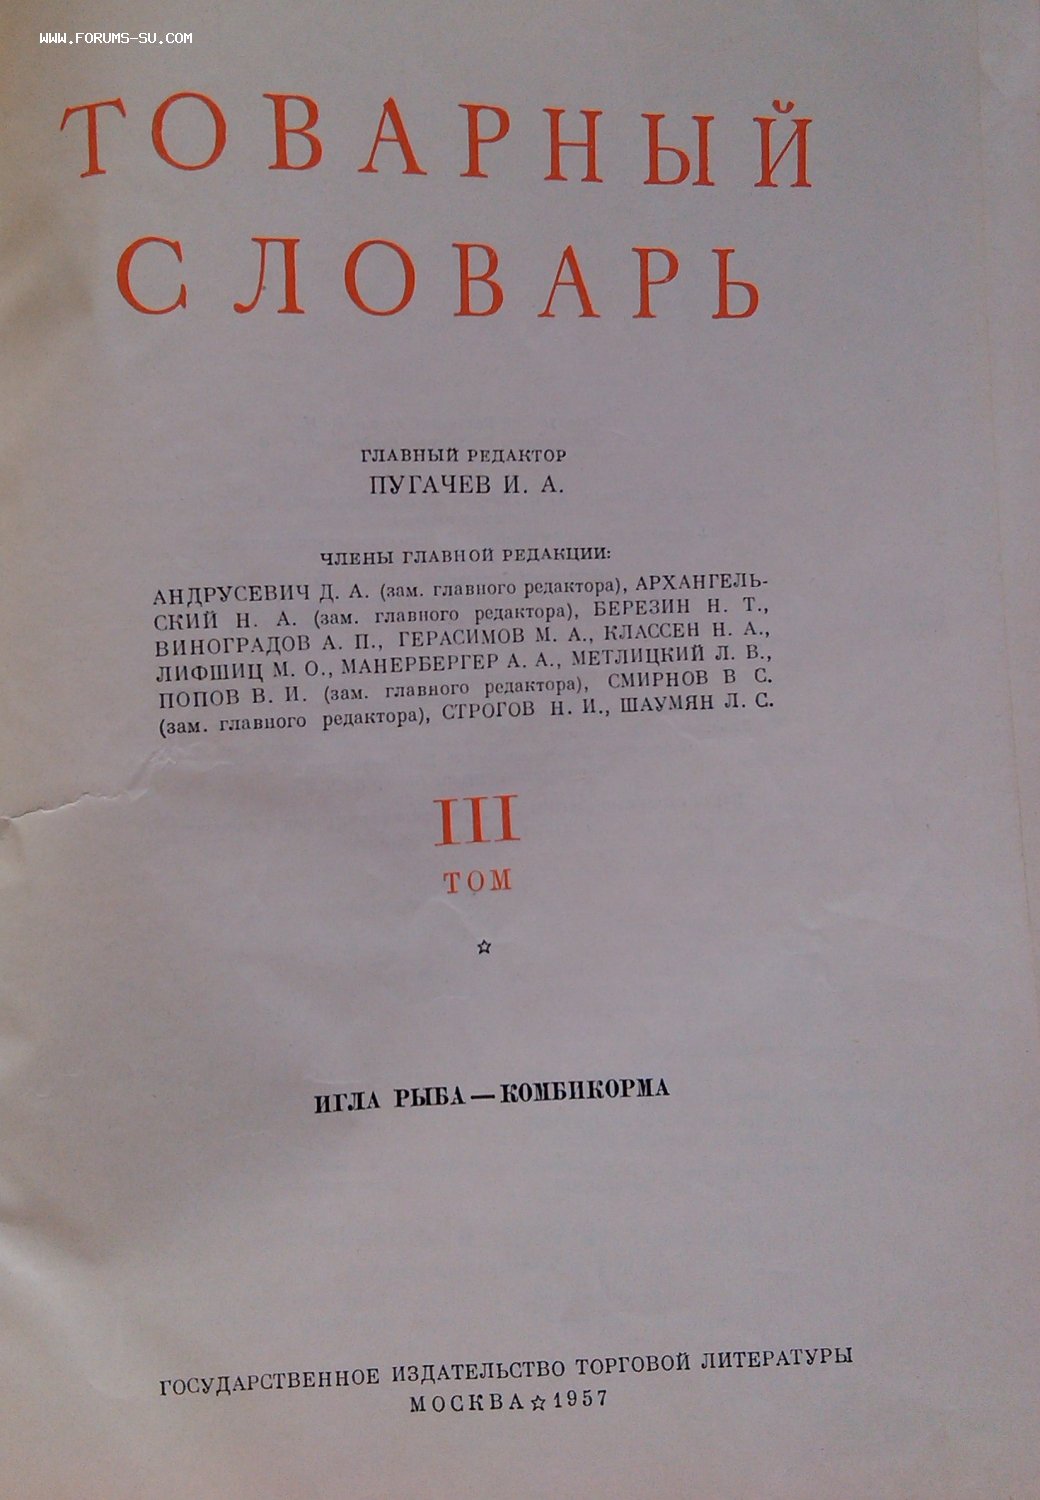 WWW.FORUMS-SU.COM
ТОВАРНЫЙ
СЛОВАРЬ
ГЛАВНЫЙ РЕДАКТОР
ПУГАЧЕВ И. А.
ЧЛЕНЫ ГЛАВНОЙ РЕДАКЦИИ:
АНДРУСЕВИЧ Д. А. (зам. главного редактора), АРХАНГЕЛЬ-
СКИЙ Н. А. (зам. главного редактора), БЕРЕЗИН Н. Т.,
ВИНОГРАДОВ А. П., ГЕРАСИМОВ М. А., КЛАССЕН Н. А.,
ЛИФШИЦ М. О., МАНЕРБЕРГЕР А. А., МЕТЛИЦКИЙ Л. В.,
ПОПОВ В. И. (зам. главного редактора), СМИРНОВ В С.
(зам. главного редактора), СТРОГОВ Н. И., ШАУМЯН Л. С.
III
ТОМ
☆
ИГЛА РЫБА — КОМБИКОРМА
ГОСУДАРСТВЕННОЕ ИЗДАТЕЛЬСТВО ТОРГОВОЙ ЛИТЕРАТУРЫ
МОСКВА ☆ 1957